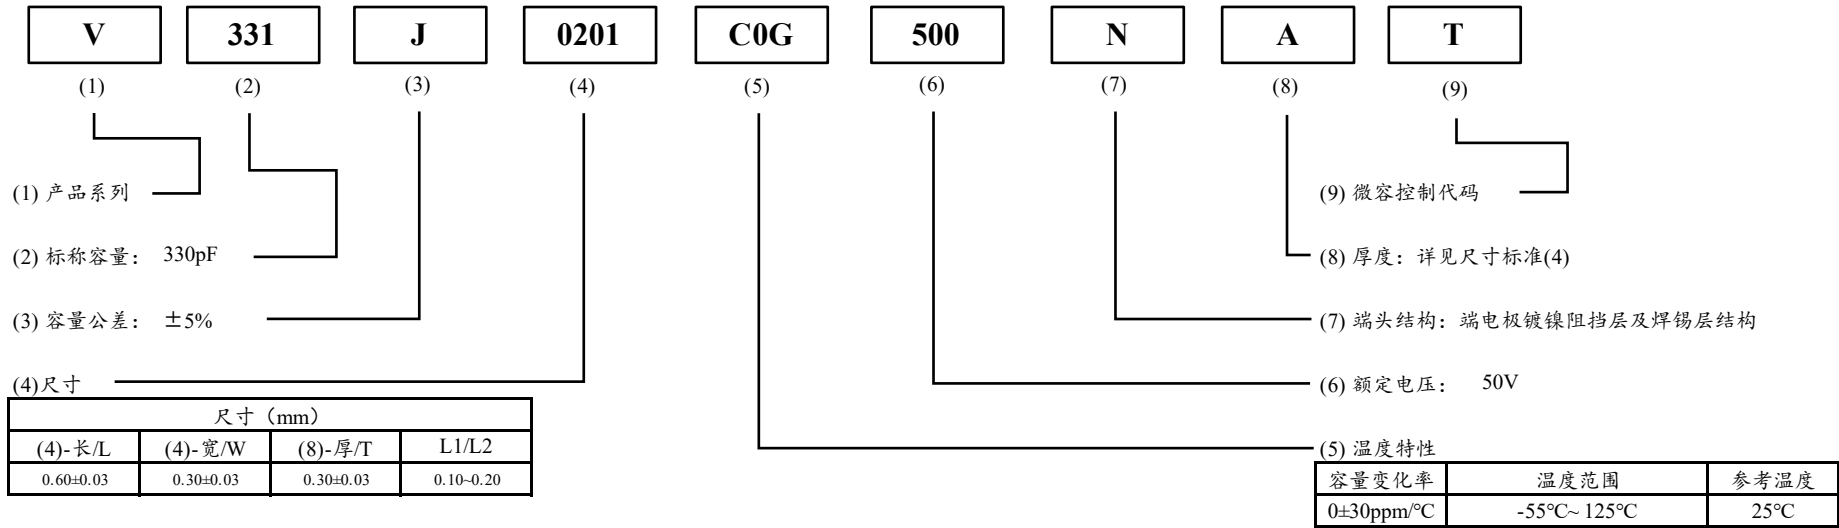 V 331 J 0201 C0G 500 N A T
(1) (2) (3) (4) (5) (6) (7) (8) (9)
(1) 产品系列
(9) 微容控制代码
(2) 标称容量： 330pF
(8) 厚度：详见尺寸标准(4)
(3) 容量公差： ±5%
(7) 端头结构：端电极镀镍阻挡层及焊锡层结构
(4)尺寸
(6) 额定电压： 50V
尺寸（mm）
(4)-长/L (4)-宽/W (8)-厚/T L1/L2
0.60±0.03 0.30±0.03 0.30±0.03 0.10~0.20
(5) 温度特性
容量变化率 温度范围 参考温度
0±30ppm/°C -55°C~ 125°C 25°C